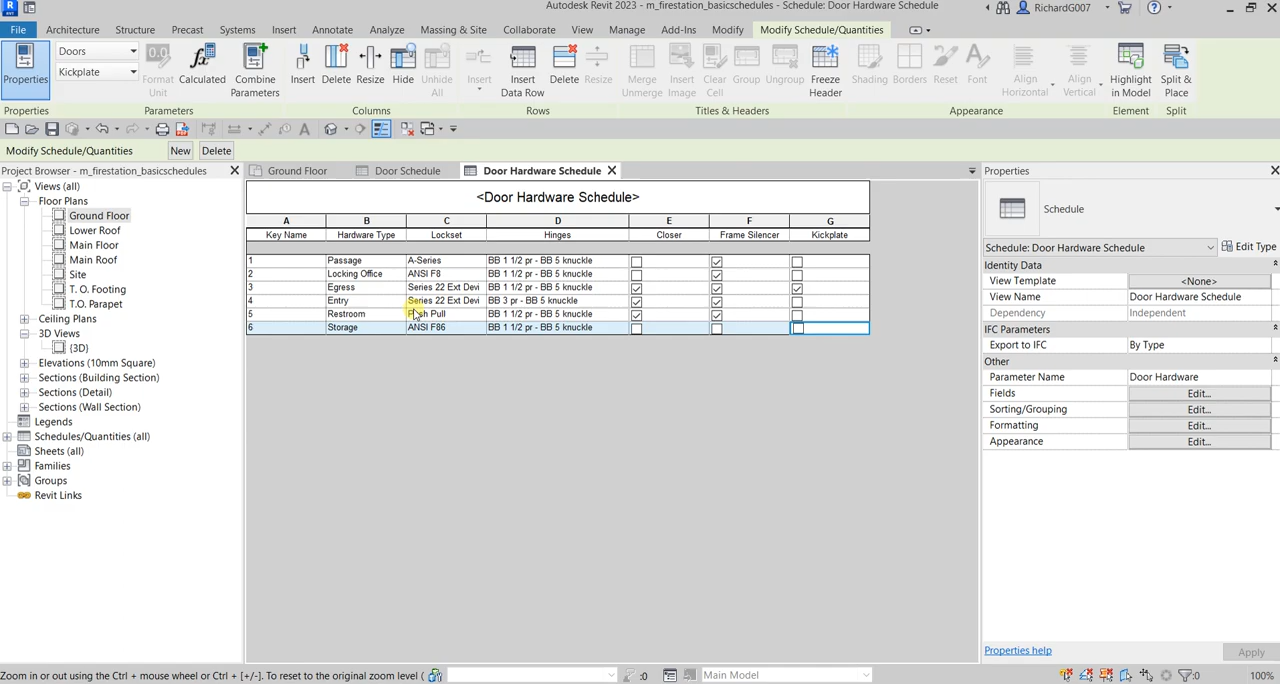 Autodesk Revit 2023 - m_firestation_basicschedules - Schedule: Door Hardware Schedule
RichardG007
File Architecture Structure Precast Systems Insert Annotate Analyze Massing & Site Collaborate View Manage Add-Ins Modify Modify Schedule/Quantities
Doors
Kickplate
Properties
Format Unit
Calculated
Combine Parameters
Insert
Delete
Resize
Hide
Unhide All
Insert
Insert Data Row
Delete
Resize
Merge Unmerge
Insert Image
Clear Cell
Group
Ungroup
Freeze Header
Shading
Borders
Reset
Font
Align Horizontal
Align Vertical
Highlight in Model
Split & Place
Properties Parameters Columns Rows Titles & Headers Appearance Element Split
Modify Schedule/Quantities New Delete
Project Browser - m_firestation_basicschedules
Views (all)
Floor Plans
Ground Floor
Lower Roof
Main Floor
Main Roof
Site
T. O. Footing
T.O. Parapet
Ceiling Plans
3D Views
{3D}
Elevations (10mm Square)
Sections (Building Section)
Sections (Detail)
Sections (Wall Section)
Legends
Schedules/Quantities (all)
Sheets (all)
Families
Groups
Revit Links
Ground Floor Door Schedule Door Hardware Schedule
<Door Hardware Schedule>
A B C D E F G
Key Name Hardware Type Lockset Hinges Closer Frame Silencer Kickplate
1 Passage A-Series BB 1 1/2 pr - BB 5 knuckle
2 Locking Office ANSI F8 BB 1 1/2 pr - BB 5 knuckle
3 Egress Series 22 Ext Devi BB 1 1/2 pr - BB 5 knuckle
4 Entry Series 22 Ext Devi BB 3 pr - BB 5 knuckle
5 Restroom Push Pull BB 1 1/2 pr - BB 5 knuckle
6 Storage ANSI F86 BB 1 1/2 pr - BB 5 knuckle
Properties
Schedule
Schedule: Door Hardware Schedule Edit Type
Identity Data
View Template <None>
View Name Door Hardware Schedule
Dependency Independent
IFC Parameters
Export to IFC By Type
Other
Parameter Name Door Hardware
Fields Edit...
Sorting/Grouping Edit...
Formatting Edit...
Appearance Edit...
Properties help Apply
Zoom in or out using the Ctrl + mouse wheel or Ctrl + [+/-]. To reset to the original zoom level (
:0
Main Model
:0
100%